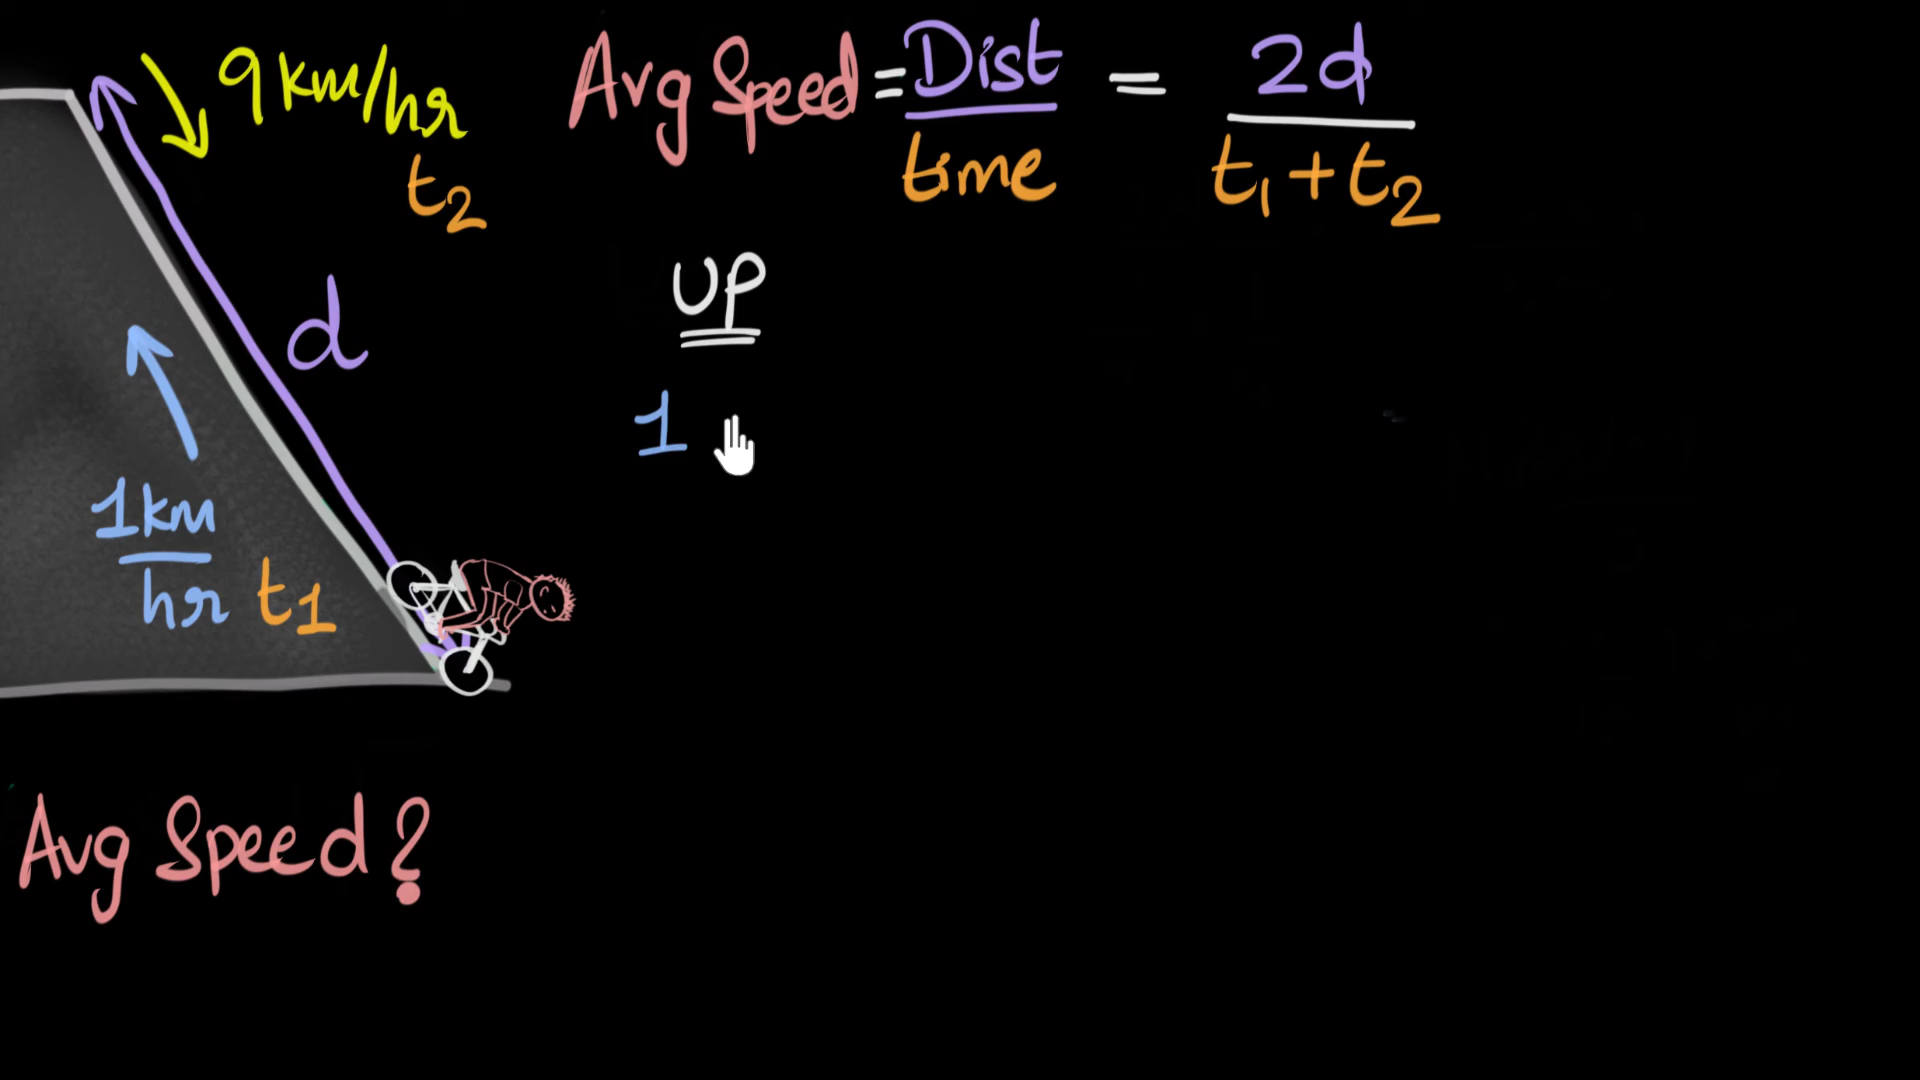 9 km/hr
t2
Avg Speed = Dist/time = 2d/t1 + t2
d
UP
1
1km
hr t1
Avg Speed?